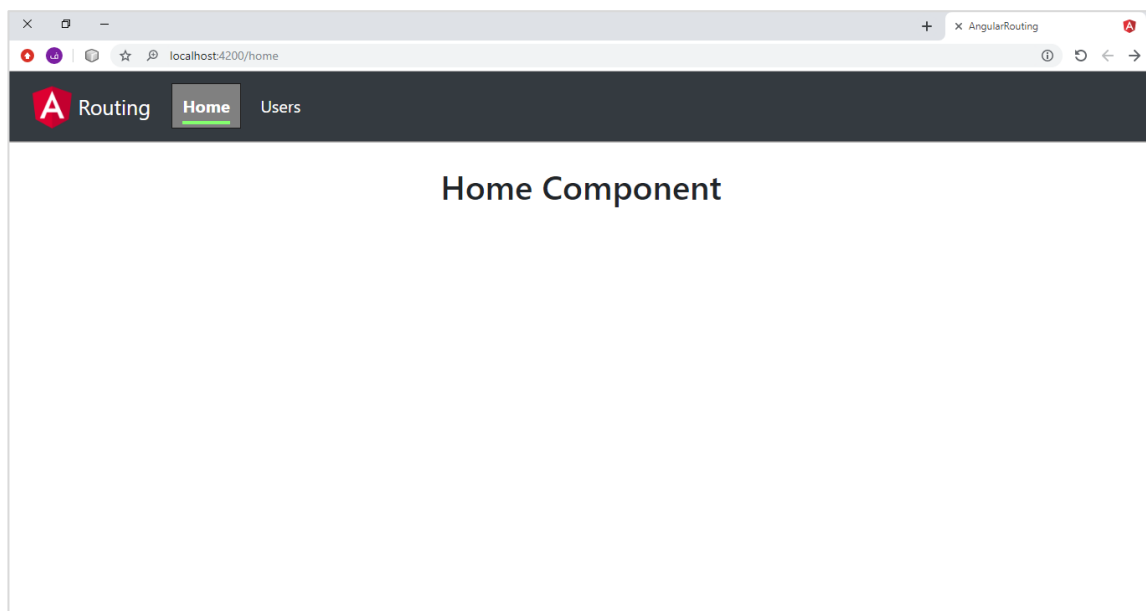 AngularRouting
localhost:4200/home
ف
Routing Home Users
Home Component